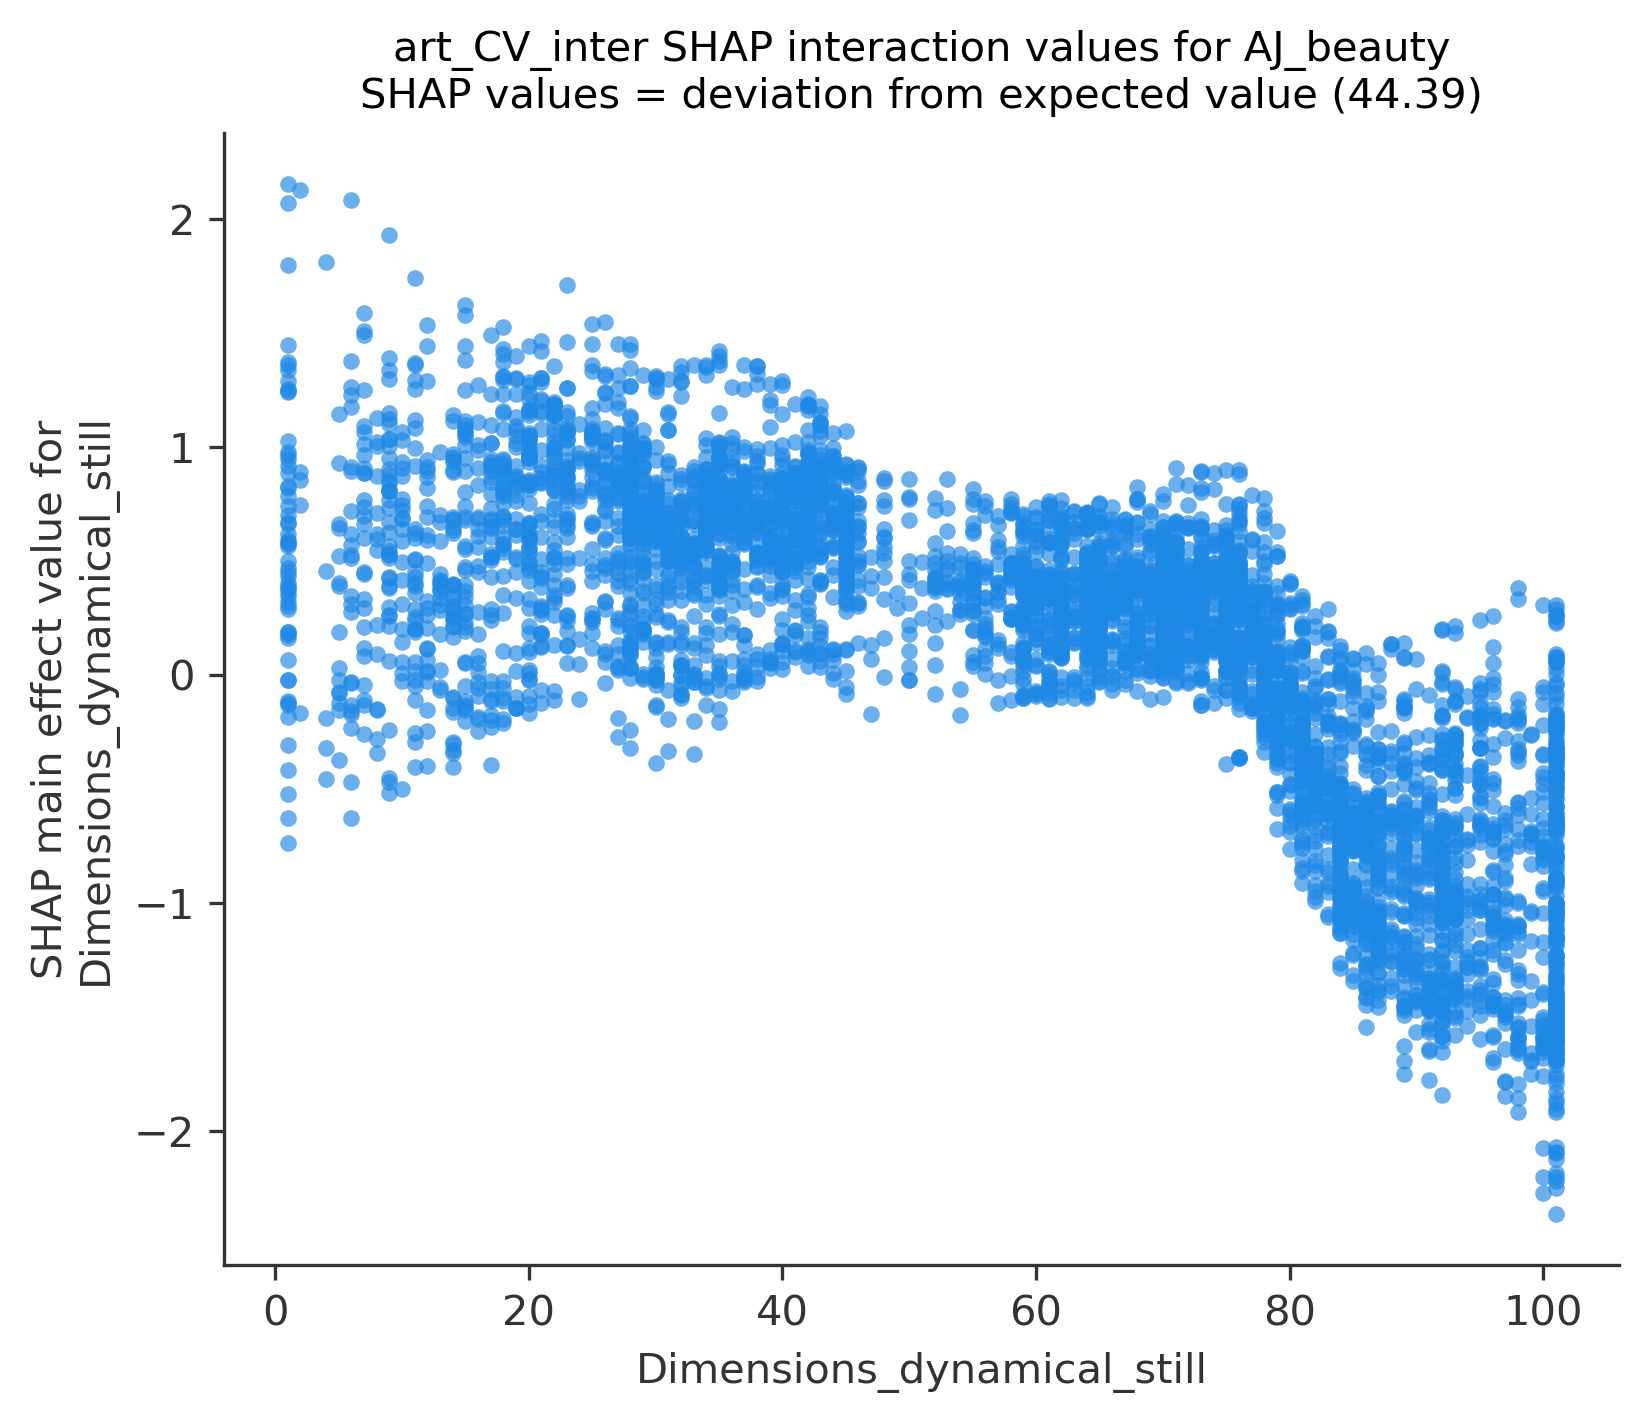 art_CV_inter SHAP interaction values for AJ_beauty
SHAP values = deviation from expected value (44.39)
SHAP main effect value for
Dimensions_dynamical_still
2
1
0
−1
−2
0
20
40
60
80
100
Dimensions_dynamical_still